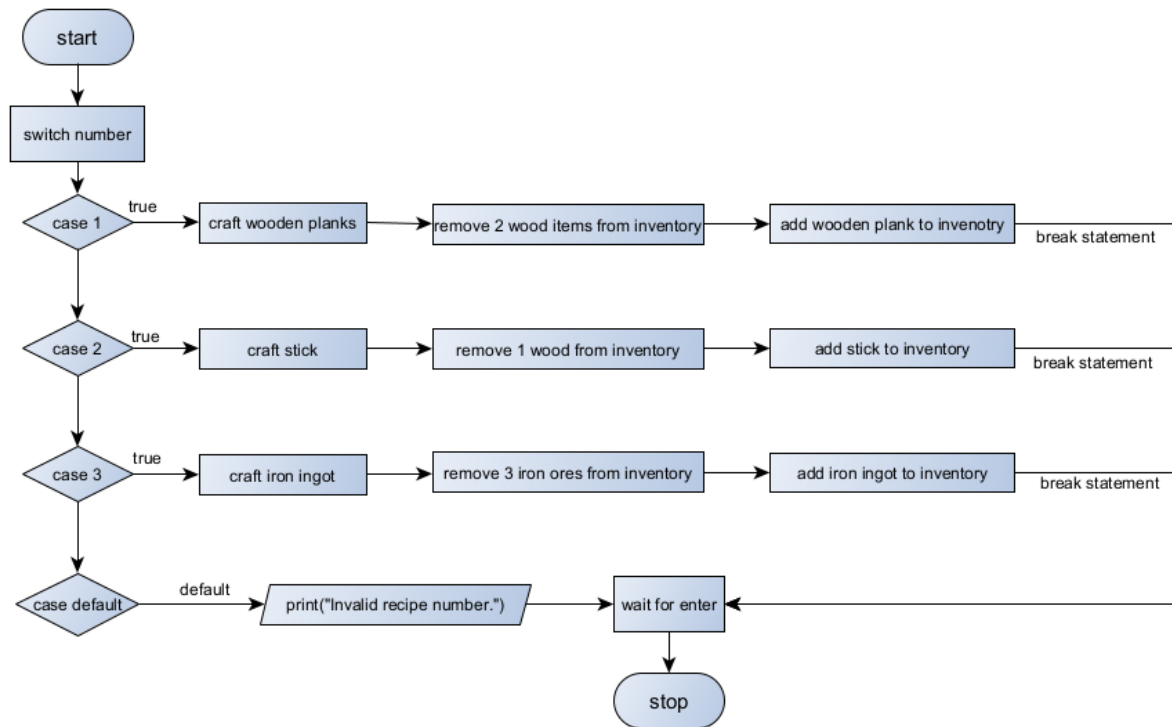 start
switch number
case 1
true
craft wooden planks
remove 2 wood items from inventory
add wooden plank to invenotry
break statement
case 2
true
craft stick
remove 1 wood from inventory
add stick to inventory
break statement
case 3
true
craft iron ingot
remove 3 iron ores from inventory
add iron ingot to inventory
break statement
case default
default
print("Invalid recipe number.")
wait for enter
stop